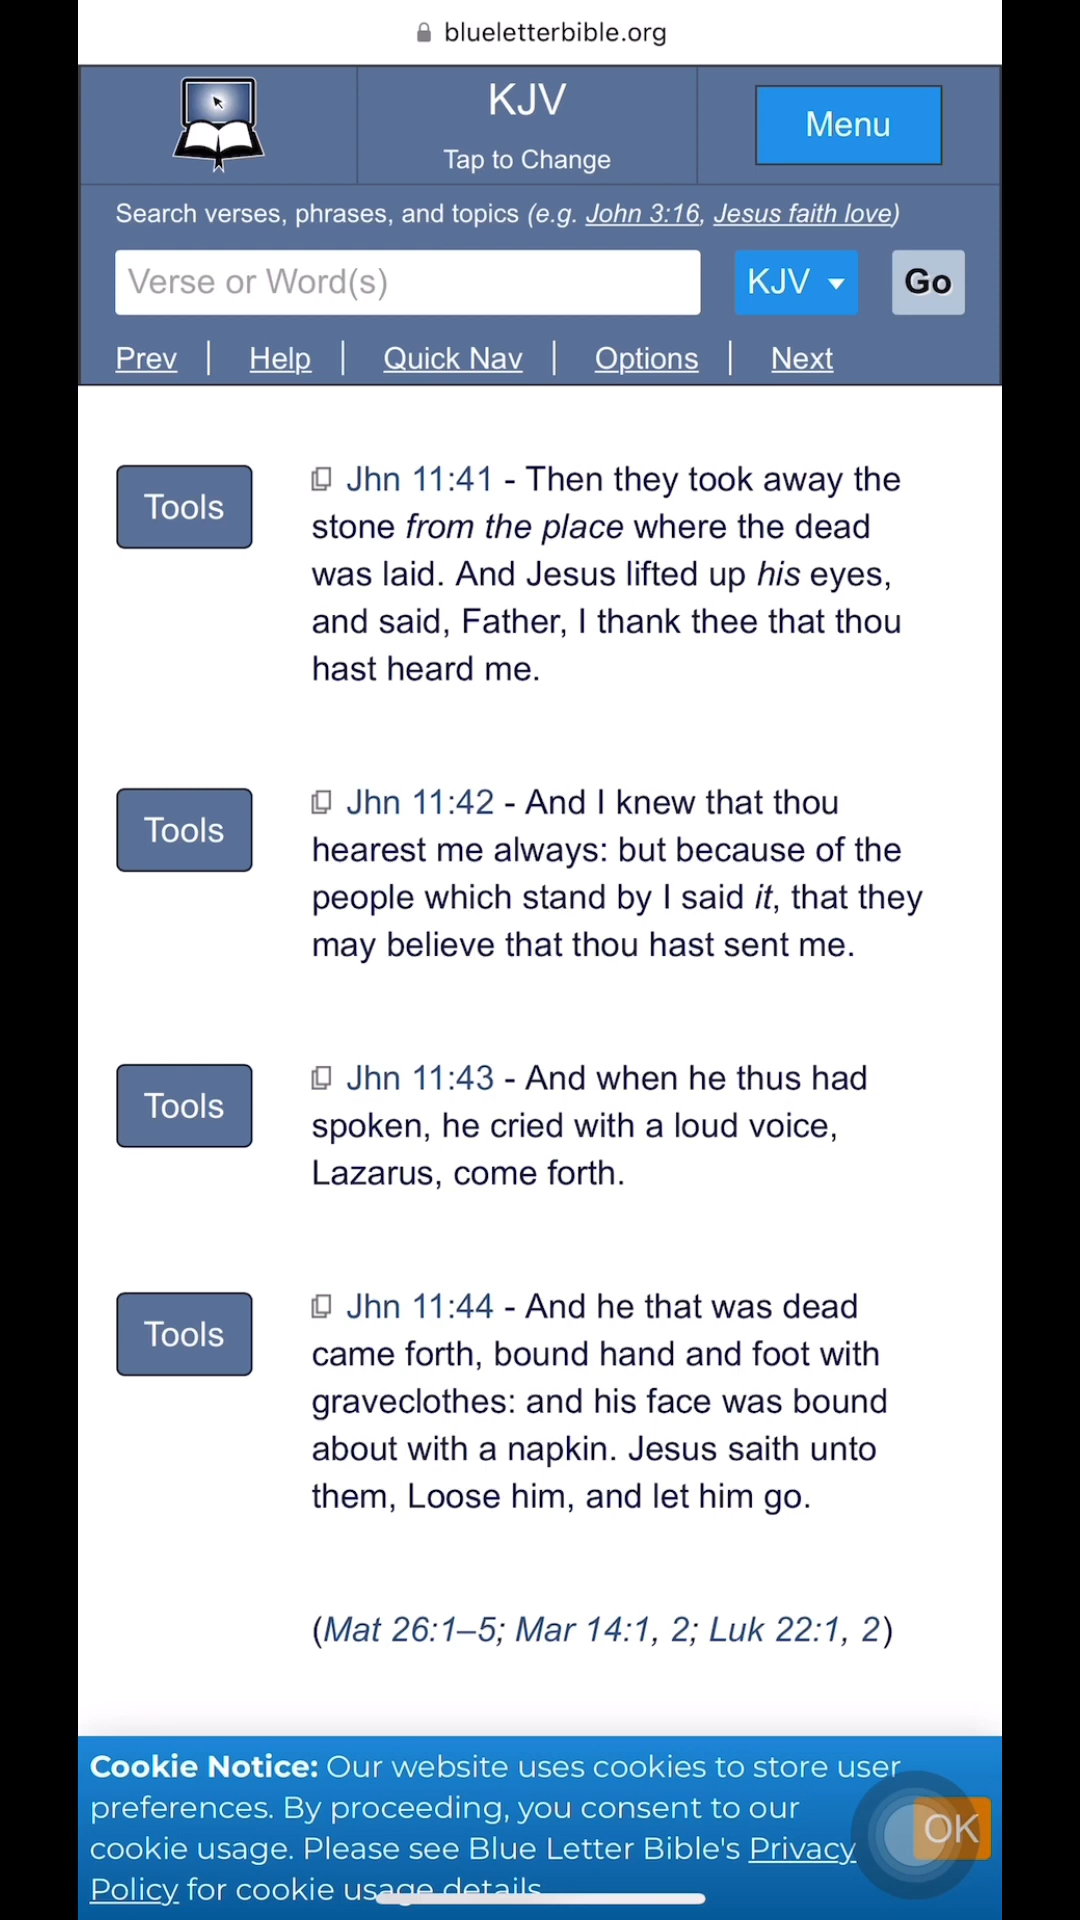 blueletterbible.org
KJV
Tap to Change
Menu
Search verses, phrases, and topics (e.g. John 3:16, Jesus faith love)
Verse or Word(s)
KJV
Go
Prev | Help | Quick Nav | Options | Next
Tools
Jhn 11:41 - Then they took away the
stone from the place where the dead
was laid. And Jesus lifted up his eyes,
and said, Father, I thank thee that thou
hast heard me.
Tools
Jhn 11:42 - And I knew that thou
hearest me always: but because of the
people which stand by I said it, that they
may believe that thou hast sent me.
Tools
Jhn 11:43 - And when he thus had
spoken, he cried with a loud voice,
Lazarus, come forth.
Tools
Jhn 11:44 - And he that was dead
came forth, bound hand and foot with
graveclothes: and his face was bound
about with a napkin. Jesus saith unto
them, Loose him, and let him go.
(Mat 26:1–5; Mar 14:1, 2; Luk 22:1, 2)
Cookie Notice: Our website uses cookies to store user
preferences. By proceeding, you consent to our
cookie usage. Please see Blue Letter Bible's Privacy
Policy for cookie usage details
OK